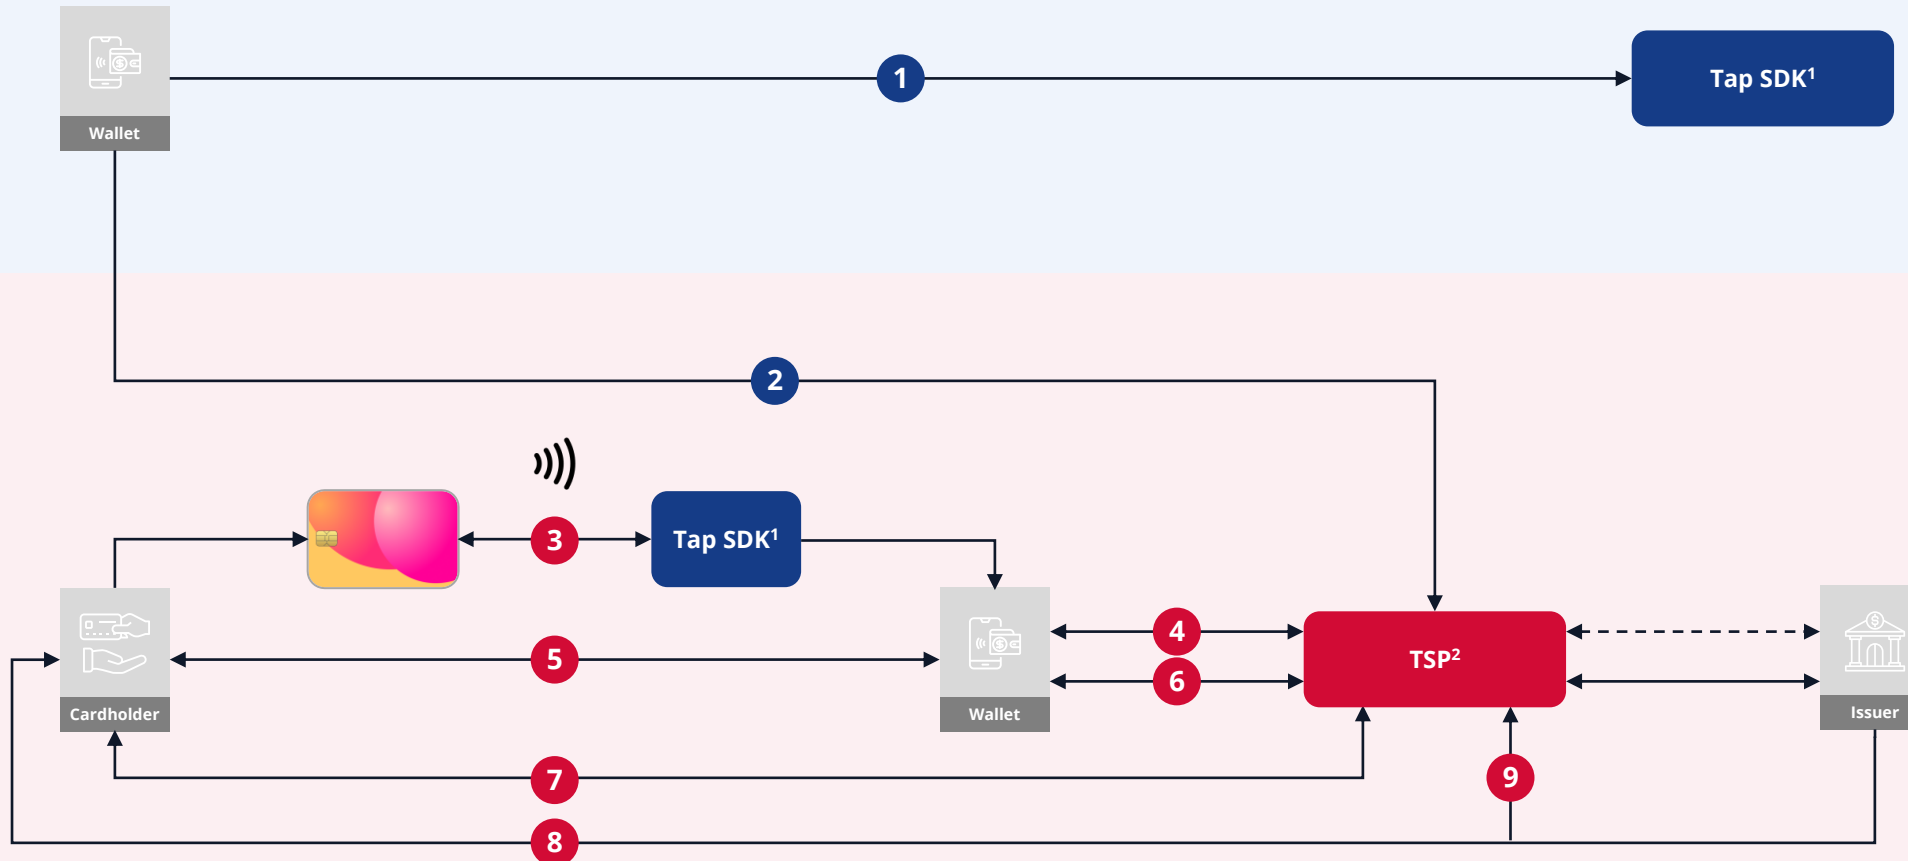 1
Tap SDK¹
Wallet
2
3
Tap SDK¹
4
5
TSP²
6
Cardholder
Wallet
Issuer
7
9
8